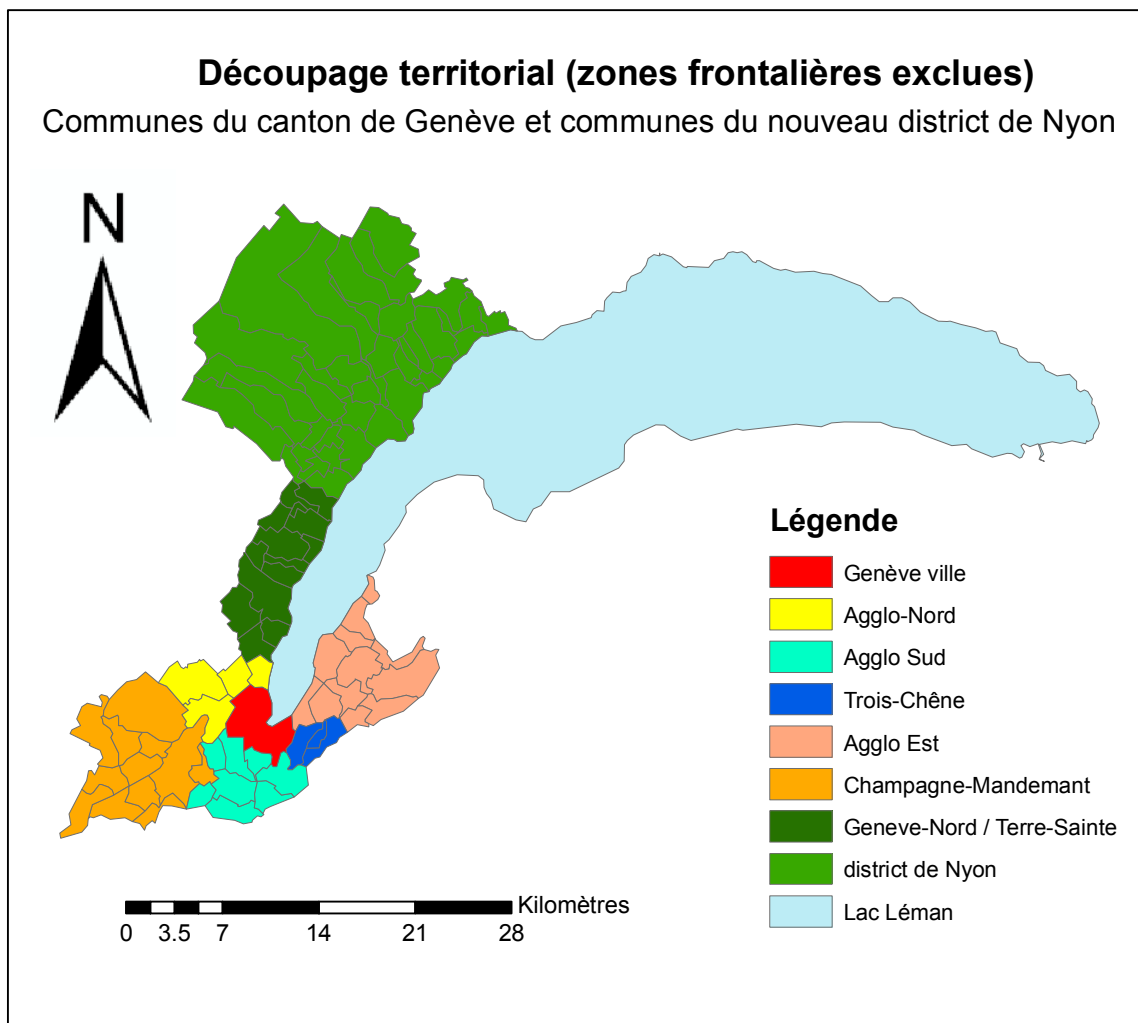 Découpage territorial (zones frontalières exclues)
Communes du canton de Genève et communes du nouveau district de Nyon
N
Légende
Genève ville
Agglo-Nord
Agglo Sud
Trois-Chêne
Agglo Est
Champagne-Mandemant
Geneve-Nord / Terre-Sainte
district de Nyon
Lac Léman
Kilomètres
0 3.5 7 14 21 28